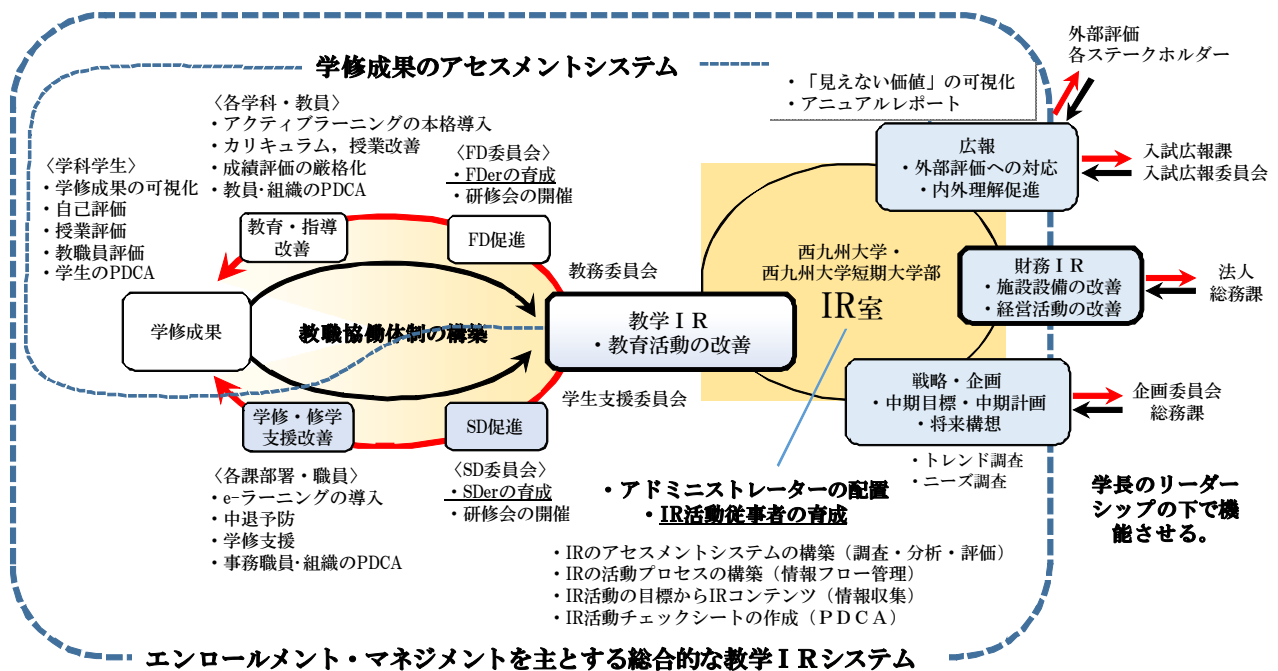 学修成果のアセスメントシステム
外部評価
各ステークホルダー
・「見えない価値」の可視化
・アニュアルレポート
〈各学科・教員〉
・アクティブラーニングの本格導入
・カリキュラム，授業改善
・成績評価の厳格化
・教員・組織のPDCA
〈FD委員会〉
・FDerの育成
・研修会の開催
〈学科学生〉
・学修成果の可視化
・自己評価
・授業評価
・教職員評価
・学生のPDCA
広報
・外部評価への対応
・内外理解促進
入試広報課
入試広報委員会
教育・指導
改善
FD促進
教務委員会
西九州大学・
西九州大学短期大学部
IR室
財務ＩＲ
・施設設備の改善
・経営活動の改善
法人
総務課
学修成果
教職協働体制の構築
教学ＩＲ
・教育活動の改善
学生支援委員会
戦略・企画
・中期目標・中期計画
・将来構想
企画委員会
総務課
学修・修学
支援改善
SD促進
・トレンド調査
・ニーズ調査
〈各課部署・職員〉
・e-ラーニングの導入
・中退予防
・学修支援
・事務職員・組織のPDCA
〈SD委員会〉
・SDerの育成
・研修会の開催
・アドミニストレーターの配置
・IR活動従事者の育成
学長のリーダー
シップの下で機
能させる。
・IRのアセスメントシステムの構築（調査・分析・評価）
・IRの活動プロセスの構築（情報フロー管理）
・IR活動の目標からIRコンテンツ（情報収集）
・IR活動チェックシートの作成（ＰＤＣＡ）
エンロールメント・マネジメントを主とする総合的な教学ＩＲシステム